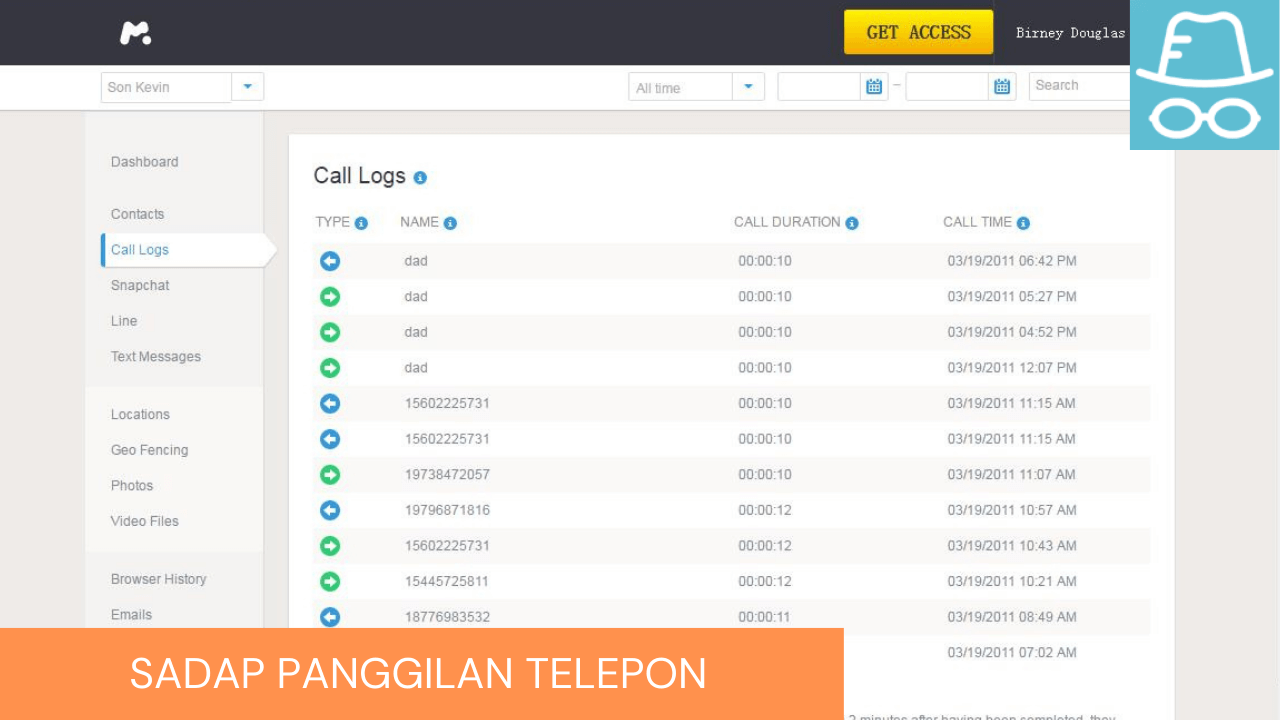 GET ACCESS
Birney Douglas
Son Kevin
All time
–
Search
Dashboard
Contacts
Call Logs
Snapchat
Line
Text Messages
Locations
Geo Fencing
Photos
Video Files
Browser History
Emails
Call Logs
TYPE NAME CALL DURATION CALL TIME
dad 00:00:10 03/19/2011 06:42 PM
dad 00:00:10 03/19/2011 05:27 PM
dad 00:00:10 03/19/2011 04:52 PM
dad 00:00:10 03/19/2011 12:07 PM
15602225731 00:00:10 03/19/2011 11:15 AM
15602225731 00:00:10 03/19/2011 11:15 AM
19738472057 00:00:10 03/19/2011 11:07 AM
19796871816 00:00:12 03/19/2011 10:57 AM
15602225731 00:00:12 03/19/2011 10:43 AM
15445725811 00:00:12 03/19/2011 10:21 AM
18776983532 00:00:11 03/19/2011 08:49 AM
03/19/2011 07:02 AM
2 minutes after having been completed, they
SADAP PANGGILAN TELEPON